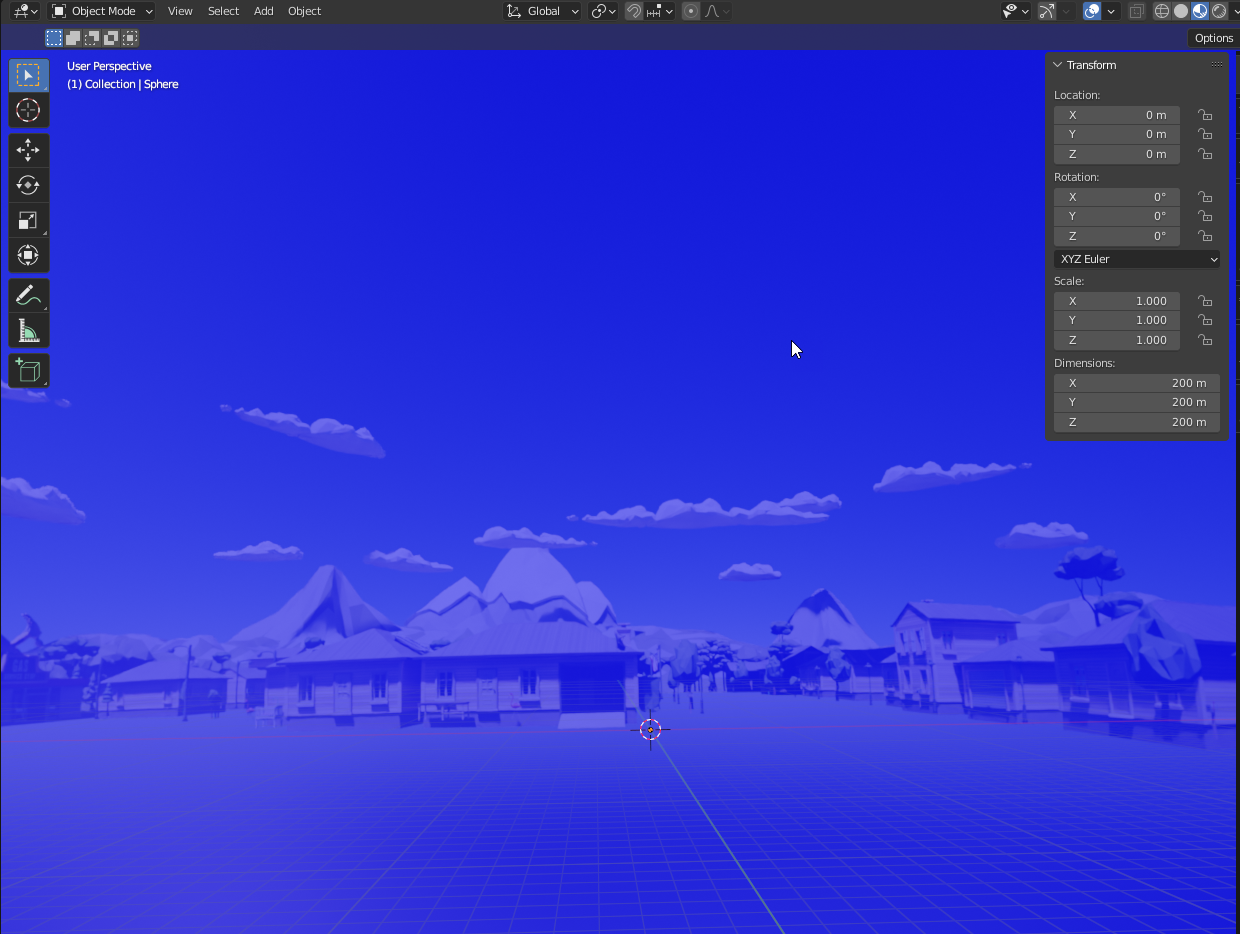 Object Mode View Select Add Object Global
Options
User Perspective
(1) Collection | Sphere
Transform
Location:
X 0 m
Y 0 m
Z 0 m
Rotation:
X 0°
Y 0°
Z 0°
XYZ Euler
Scale:
X 1.000
Y 1.000
Z 1.000
Dimensions:
X 200 m
Y 200 m
Z 200 m